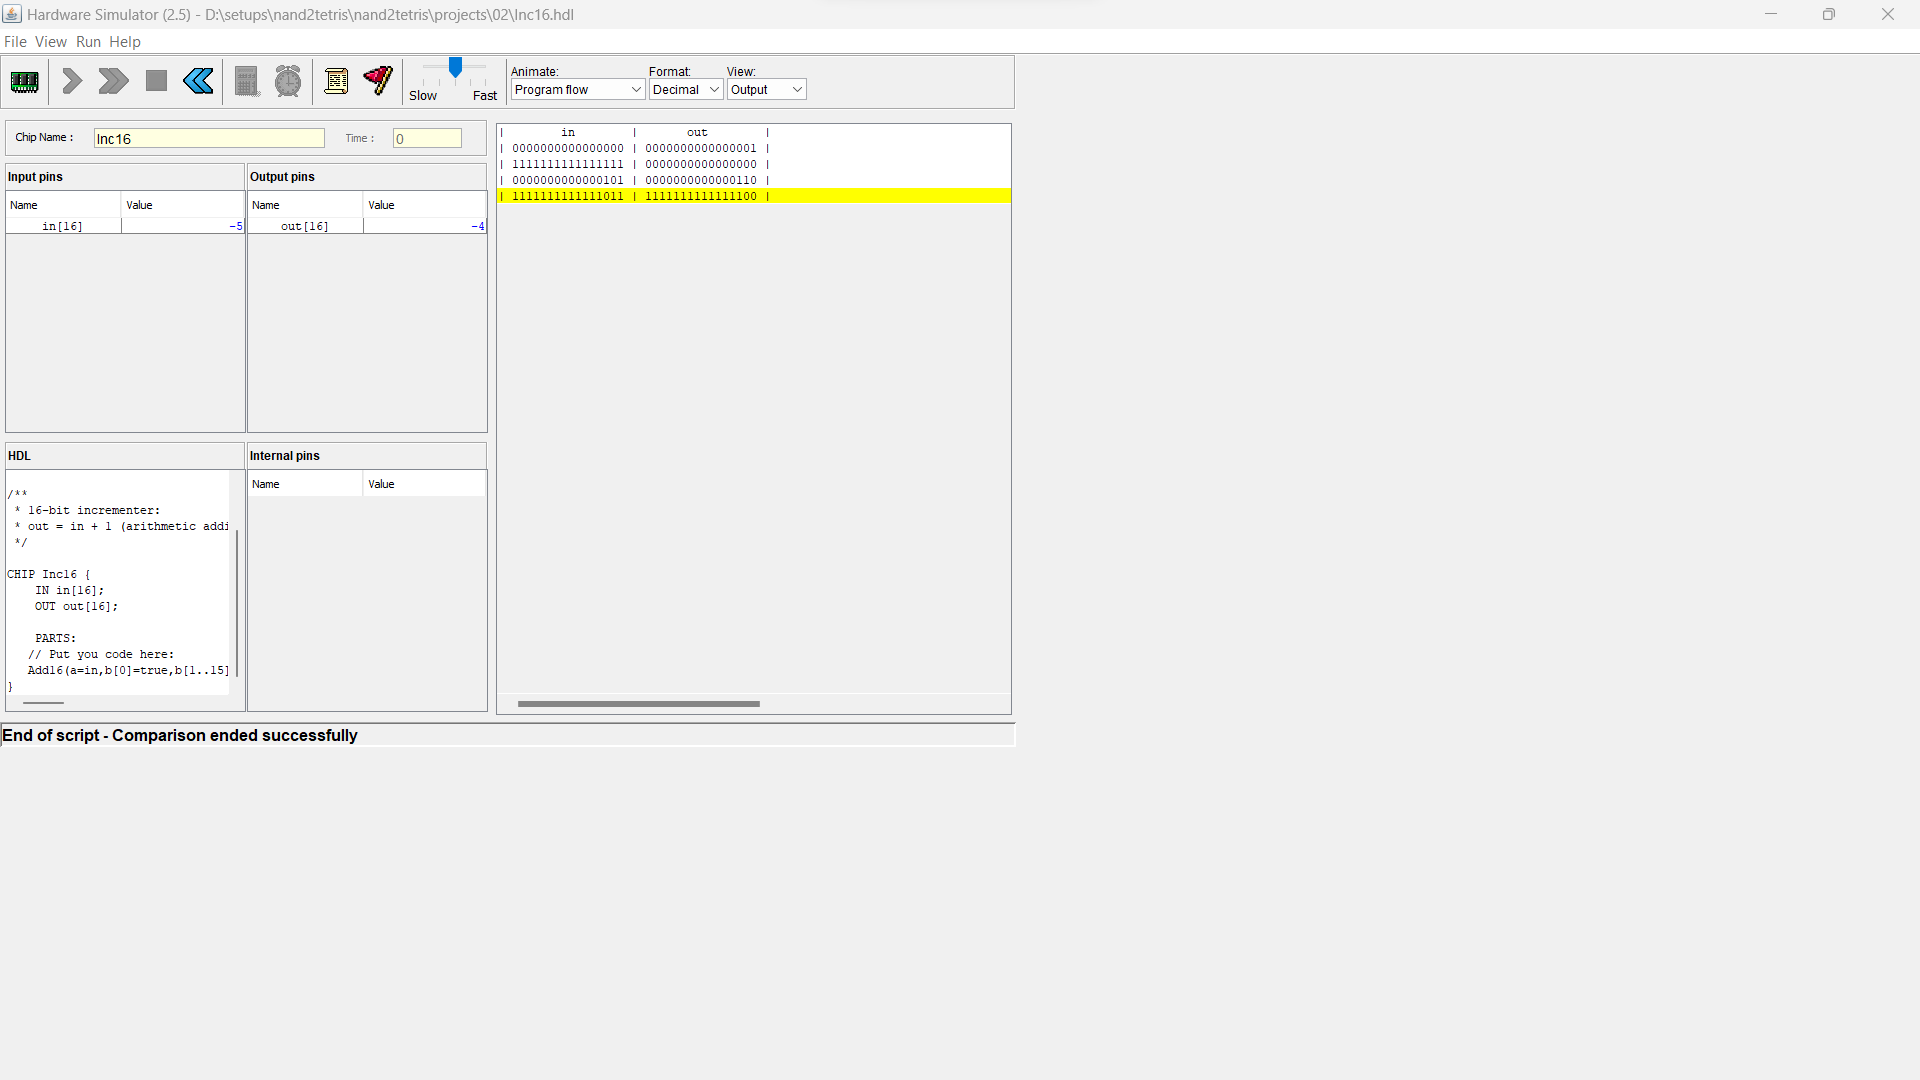 Hardware Simulator (2.5) - D:\setups\nand2tetris\nand2tetris\projects\02\Inc16.hdl
File View Run Help
Slow Fast
Animate: Format: View:
Program flow Decimal Output
Chip Name : Inc16 Time : 0
Input pins
Name Value
in[16] -5
Output pins
Name Value
out[16] -4
HDL
/**
* 16-bit incrementer:
* out = in + 1 (arithmetic addi
*/
CHIP Inc16 {
IN in[16];
OUT out[16];
PARTS:
// Put you code here:
Add16(a=in,b[0]=true,b[1..15]
}
Internal pins
Name Value
| in | out |
| 0000000000000000 | 0000000000000001 |
| 1111111111111111 | 0000000000000000 |
| 0000000000000101 | 0000000000000110 |
| 1111111111111011 | 1111111111111100 |
End of script - Comparison ended successfully